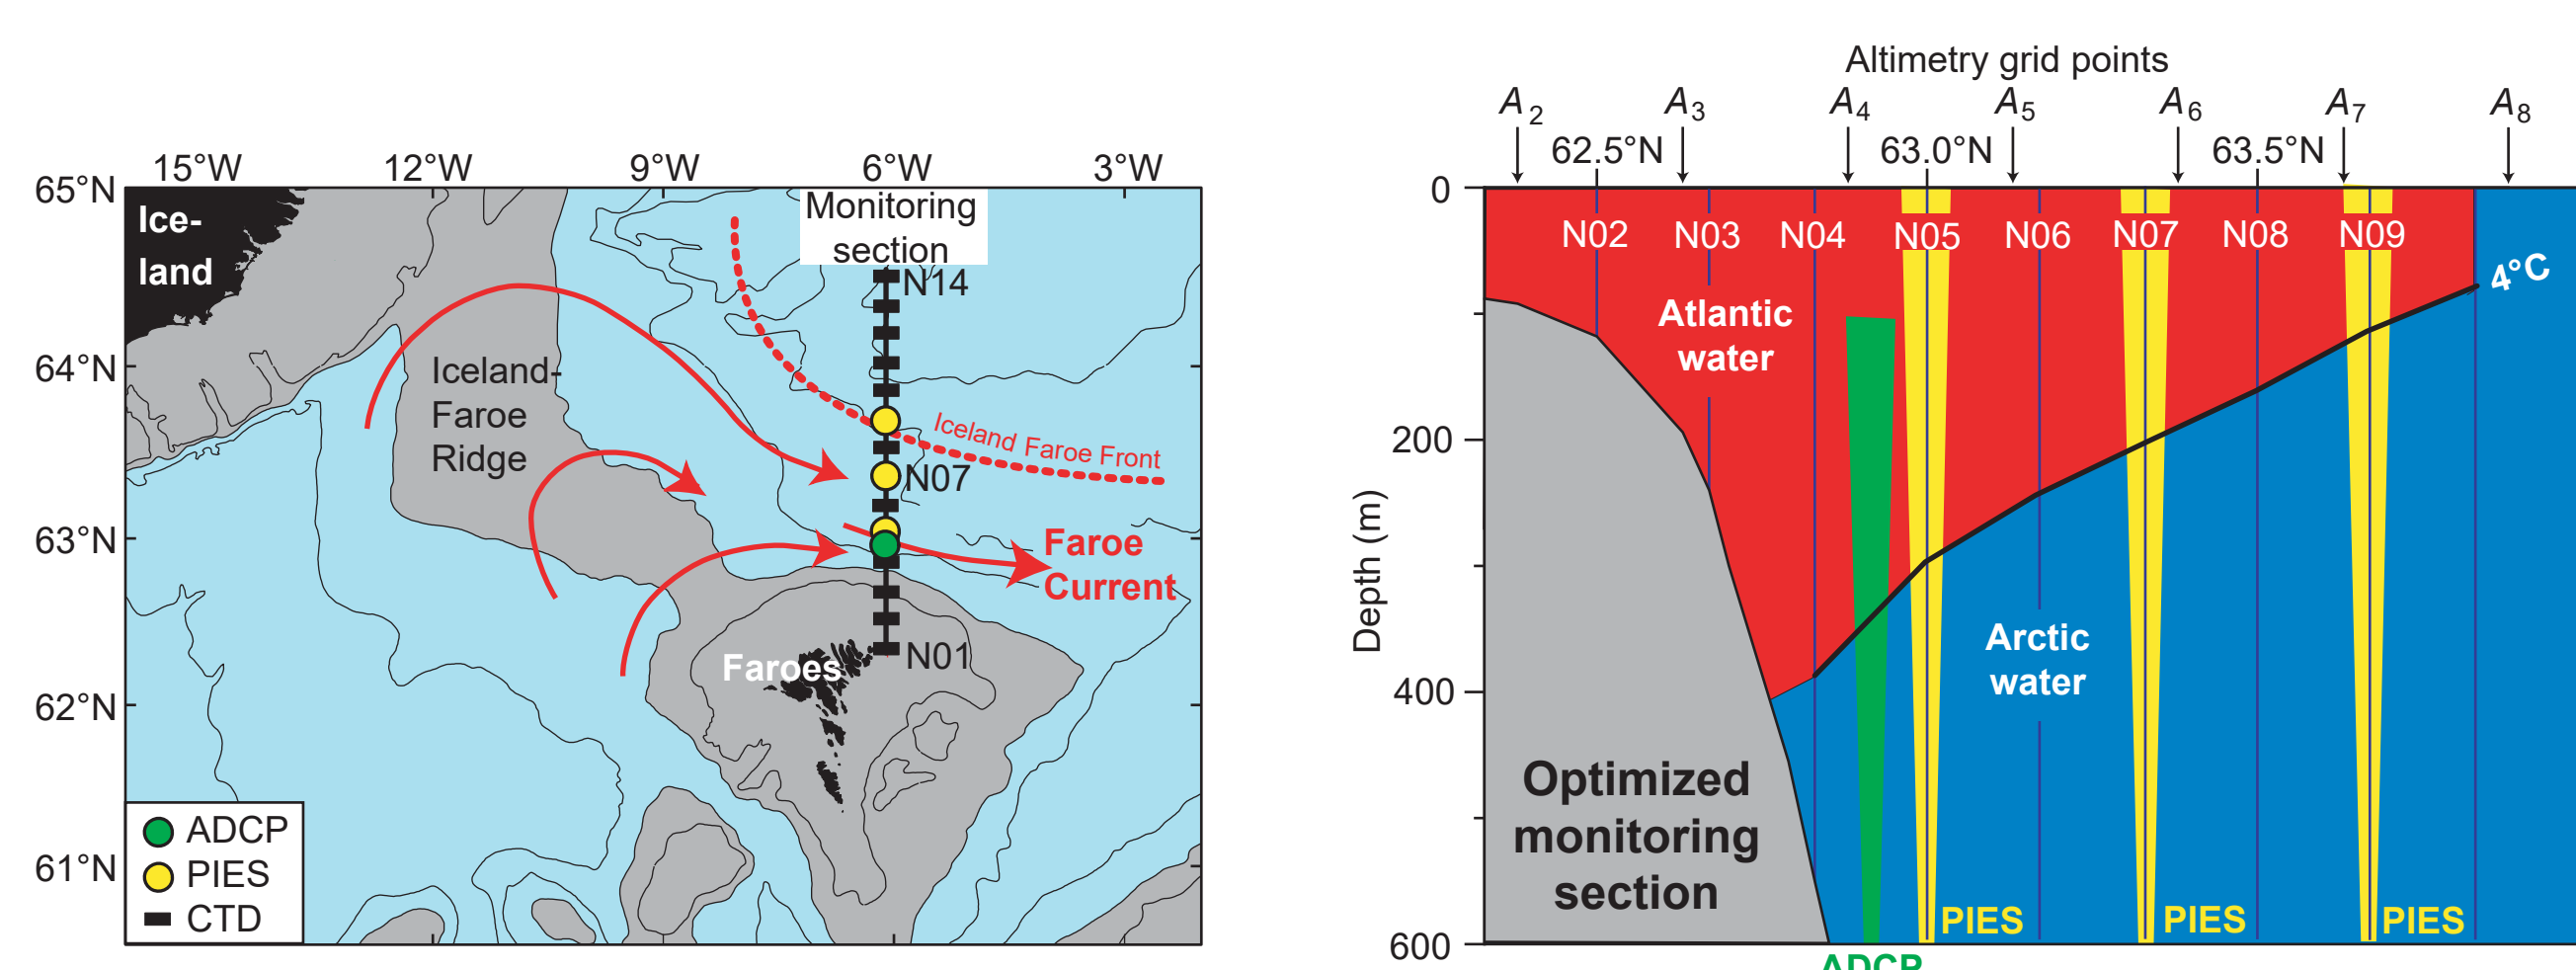 15°W 12°W 9°W 6°W 3°W
65°N
64°N
63°N
62°N
61°N
Ice-
land
Monitoring
section
N14
Iceland-
Faroe
Ridge
Iceland Faroe Front
N07
Faroe
Current
N01
Faroes
ADCP
PIES
CTD
Altimetry grid points
A2 A3 A4 A5 A6 A7 A8
62.5°N 63.0°N 63.5°N
0
200
400
600
Depth (m)
N02 N03 N04 N05 N06 N07 N08 N09
4°C
Atlantic
water
Arctic
water
Optimized
monitoring
section
PIES PIES PIES
ADCP